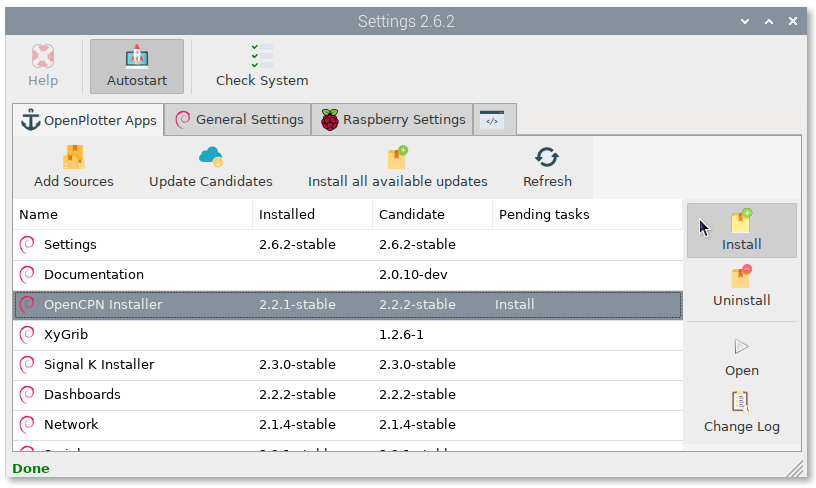 Settings 2.6.2
Help Autostart Check System
OpenPlotter Apps General Settings Raspberry Settings </>
Add Sources Update Candidates Install all available updates Refresh
Name Installed Candidate Pending tasks
Settings 2.6.2-stable 2.6.2-stable
Documentation 2.0.10-dev
OpenCPN Installer 2.2.1-stable 2.2.2-stable Install
XyGrib 1.2.6-1
Signal K Installer 2.3.0-stable 2.3.0-stable
Dashboards 2.2.2-stable 2.2.2-stable
Network 2.1.4-stable 2.1.4-stable
Install
Uninstall
Open
Change Log
Done